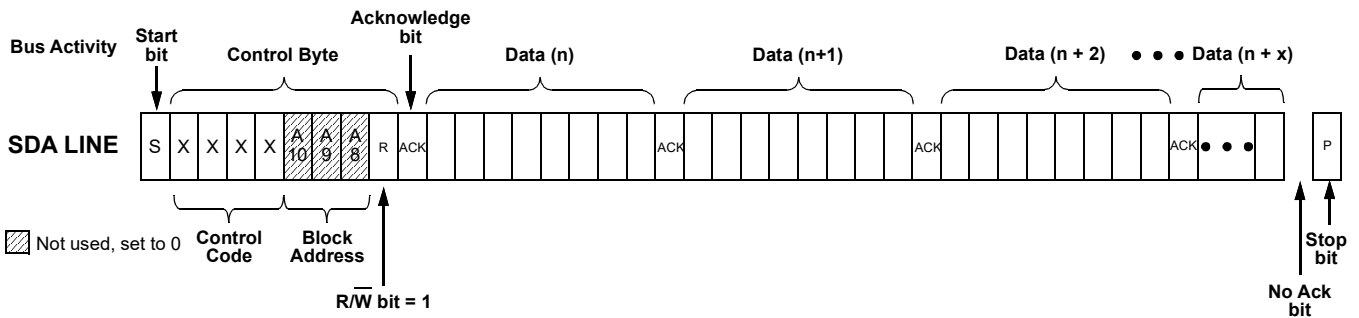 Bus Activity
Start
bit
Control Byte
Acknowledge
bit
Data (n)
Data (n+1)
Data (n + 2)
• • •
Data (n + x)
SDA LINE
S
X
X
X
X
A
10
A
9
A
8
R
ACK
ACK
ACK
ACK
• • •
P
Not used, set to 0
Control
Code
Block
Address
R/W̅ bit = 1
No Ack
bit
Stop
bit